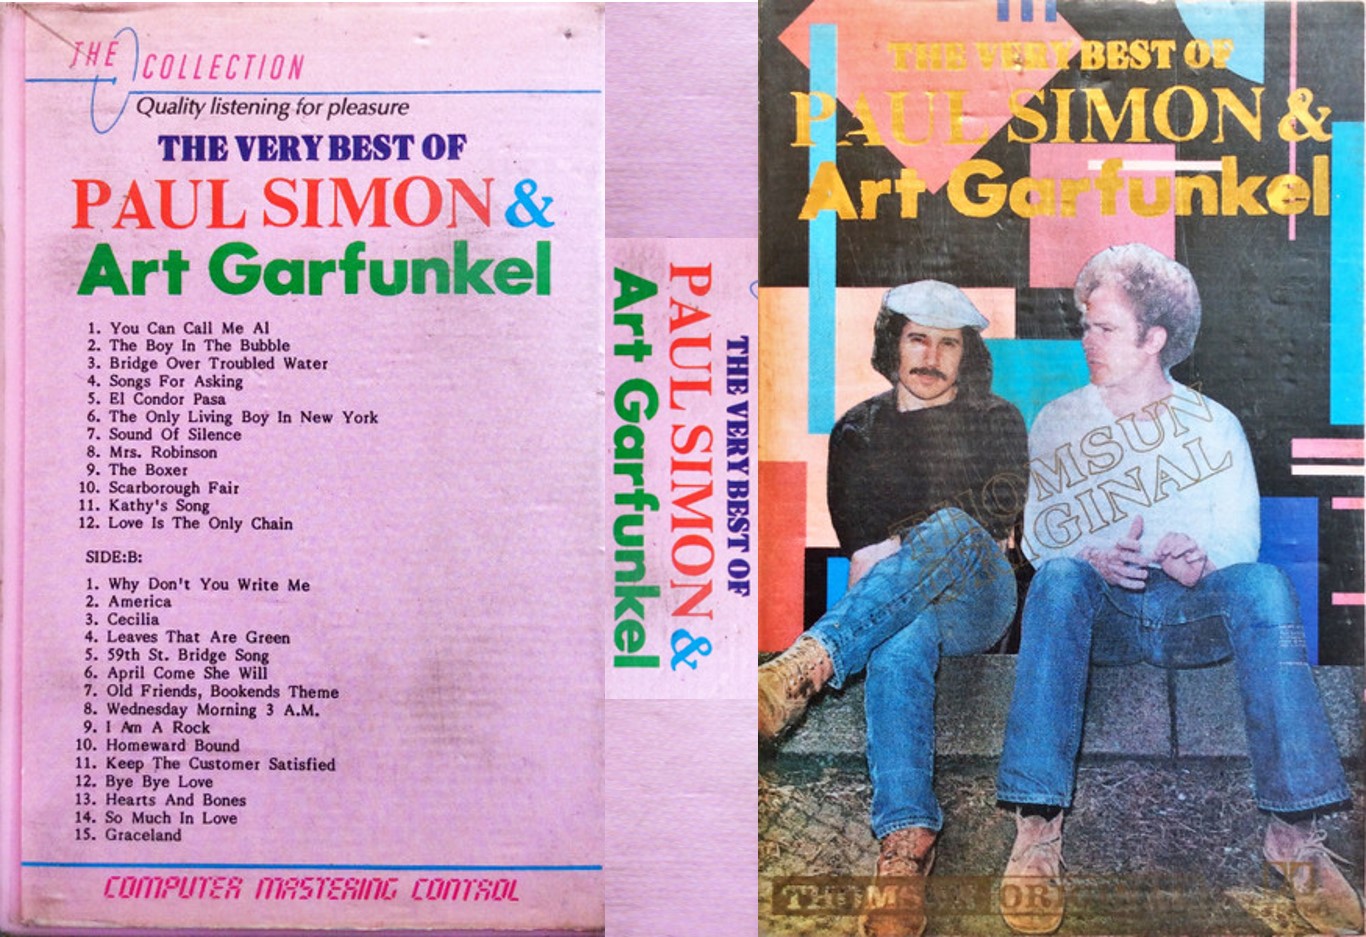 THE COLLECTION
Quality listening for pleasure
THE VERY BEST OF
PAUL SIMON &
Art Garfunkel
1. You Can Call Me Al
2. The Boy In The Bubble
3. Bridge Over Troubled Water
4. Songs For Asking
5. El Condor Pasa
6. The Only Living Boy In New York
7. Sound Of Silence
8. Mrs. Robinson
9. The Boxer
10. Scarborough Fair
11. Kathy's Song
12. Love Is The Only Chain
SIDE:B:
1. Why Don't You Write Me
2. America
3. Cecilia
4. Leaves That Are Green
5. 59th St. Bridge Song
6. April Come She Will
7. Old Friends, Bookends Theme
8. Wednesday Morning 3 A.M.
9. I Am A Rock
10. Homeward Bound
11. Keep The Customer Satisfied
12. Bye Bye Love
13. Hearts And Bones
14. So Much In Love
15. Graceland
COMPUTER MASTERING CONTROL
THE VERY BEST OF
PAUL SIMON &
Art Garfunkel
THE VERY BEST OF
PAUL SIMON &
Art Garfunkel
THOMSUN
ORIGINAL
THOMSUN